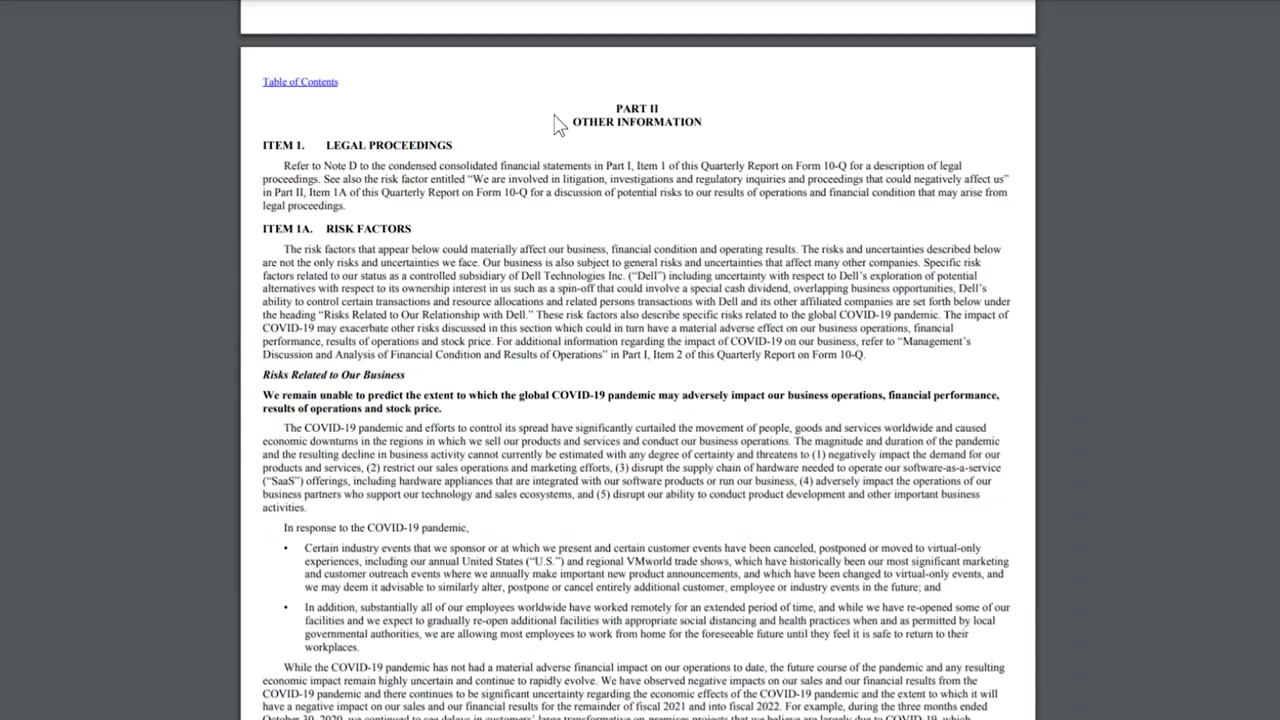 Table of Contents
PART II
OTHER INFORMATION
ITEM 1. LEGAL PROCEEDINGS
Refer to Note D to the condensed consolidated financial statements in Part I, Item 1 of this Quarterly Report on Form 10-Q for a description of legal
proceedings. See also the risk factor entitled “We are involved in litigation, investigations and regulatory inquiries and proceedings that could negatively affect us”
in Part II, Item 1A of this Quarterly Report on Form 10-Q for a discussion of potential risks to our results of operations and financial condition that may arise from
legal proceedings.
ITEM 1A. RISK FACTORS
The risk factors that appear below could materially affect our business, financial condition and operating results. The risks and uncertainties described below
are not the only risks and uncertainties we face. Our business is also subject to general risks and uncertainties that affect many other companies. Specific risk
factors related to our status as a controlled subsidiary of Dell Technologies Inc. (“Dell”) including uncertainty with respect to Dell’s exploration of potential
alternatives with respect to its ownership interest in us such as a spin-off that could involve a special cash dividend, overlapping business opportunities, Dell’s
ability to control certain transactions and resource allocations and related persons transactions with Dell and its other affiliated companies are set forth below under
the heading “Risks Related to Our Relationship with Dell.” These risk factors also describe specific risks related to the global COVID-19 pandemic. The impact of
COVID-19 may exacerbate other risks discussed in this section which could in turn have a material adverse effect on our business operations, financial
performance, results of operations and stock price. For additional information regarding the impact of COVID-19 on our business, refer to “Management’s
Discussion and Analysis of Financial Condition and Results of Operations” in Part I, Item 2 of this Quarterly Report on Form 10-Q.
Risks Related to Our Business
We remain unable to predict the extent to which the global COVID-19 pandemic may adversely impact our business operations, financial performance,
results of operations and stock price.
The COVID-19 pandemic and efforts to control its spread have significantly curtailed the movement of people, goods and services worldwide and caused
economic downturns in the regions in which we sell our products and services and conduct our business operations. The magnitude and duration of the pandemic
and the resulting decline in business activity cannot currently be estimated with any degree of certainty and threatens to (1) negatively impact the demand for our
products and services, (2) restrict our sales operations and marketing efforts, (3) disrupt the supply chain of hardware needed to operate our software-as-a-service
(“SaaS”) offerings, including hardware appliances that are integrated with our software products or run our business, (4) adversely impact the operations of our
business partners who support our technology and sales ecosystems, and (5) disrupt our ability to conduct product development and other important business
activities.
In response to the COVID-19 pandemic,
• Certain industry events that we sponsor or at which we present and certain customer events have been canceled, postponed or moved to virtual-only
experiences, including our annual United States (“U.S.”) and regional VMworld trade shows, which have historically been our most significant marketing
and customer outreach events where we annually make important new product announcements, and which have been changed to virtual-only events, and
we may deem it advisable to similarly alter, postpone or cancel entirely additional customer, employee or industry events in the future; and
• In addition, substantially all of our employees worldwide have worked remotely for an extended period of time, and while we have re-opened some of our
facilities and we expect to gradually re-open additional facilities with appropriate social distancing and health practices when and as permitted by local
governmental authorities, we are allowing most employees to work from home for the foreseeable future until they feel it is safe to return to their
workplaces.
While the COVID-19 pandemic has not had a material adverse financial impact on our operations to date, the future course of the pandemic and any resulting
economic impact remain highly uncertain and continue to rapidly evolve. We have observed negative impacts on our sales and our financial results from the
COVID-19 pandemic and there continues to be significant uncertainty regarding the economic effects of the COVID-19 pandemic and the extent to which it will
have a negative impact on our sales and our financial results for the remainder of fiscal 2021 and into fiscal 2022. For example, during the three months ended
October 30, 2020, we continued to see delays in customers’ large transformative on-premises projects that we believe are largely due to COVID-19, which